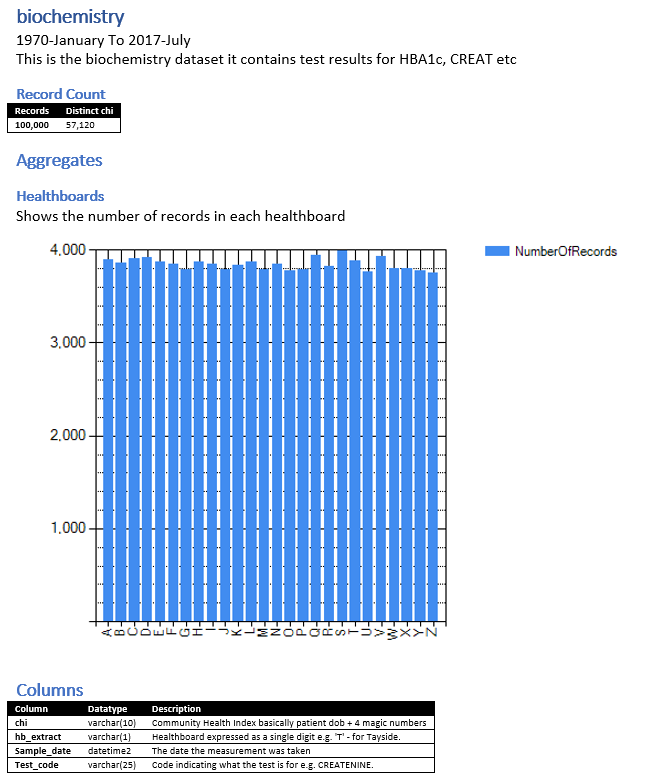 biochemistry
1970-January To 2017-July
This is the biochemistry dataset it contains test results for HBA1c, CREAT etc
Record Count
Records Distinct chi
100,000 57,120
Aggregates
Healthboards
Shows the number of records in each healthboard
4,000
NumberOfRecords
3,000
2,000
1,000
A B C D E F G H I J K L M N O P Q R S T U V W X Y Z
Columns
Column Datatype Description
chi varchar(10) Community Health Index basically patient dob + 4 magic numbers
hb_extract varchar(1) Healthboard expressed as a single digit e.g. 'T' - for Tayside.
Sample_date datetime2 The date the measurement was taken
Test_code varchar(25) Code indicating what the test is for e.g. CREATENINE.